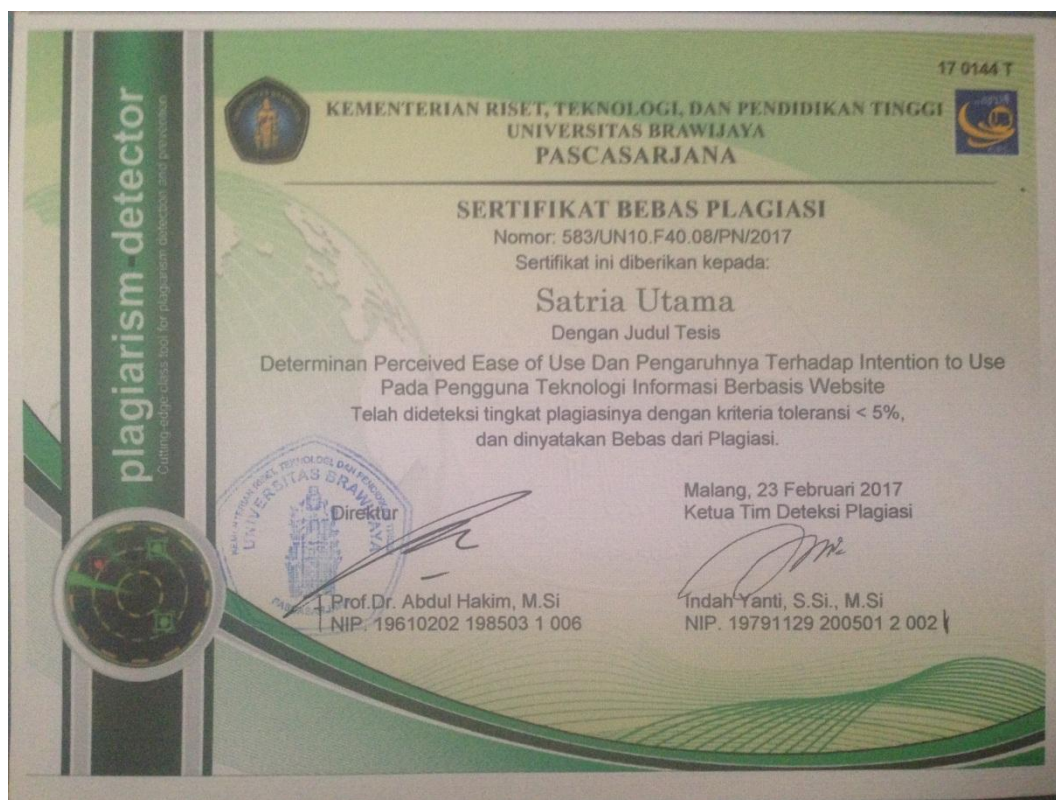 17 0144 T
KEMENTERIAN RISET, TEKNOLOGI, DAN PENDIDIKAN TINGGI
UNIVERSITAS BRAWIJAYA
PASCASARJANA
SERTIFIKAT BEBAS PLAGIASI
Nomor: 583/UN10.F40.08/PN/2017
Sertifikat ini diberikan kepada:
Satria Utama
Dengan Judul Tesis
Determinan Perceived Ease of Use Dan Pengaruhnya Terhadap Intention to Use
Pada Pengguna Teknologi Informasi Berbasis Website
Telah dideteksi tingkat plagiasinya dengan kriteria toleransi < 5%,
dan dinyatakan Bebas dari Plagiasi.
Malang, 23 Februari 2017
Direktur
Ketua Tim Deteksi Plagiasi
Prof.Dr. Abdul Hakim, M.Si
NIP. 19610202 198503 1 006
Indah Yanti, S.Si., M.Si
NIP. 19791129 200501 2 002
plagiarism-detector
Cutting-edge class tool for plagiarism detection and prevention
UNIVERSITAS BRAWIJAYA